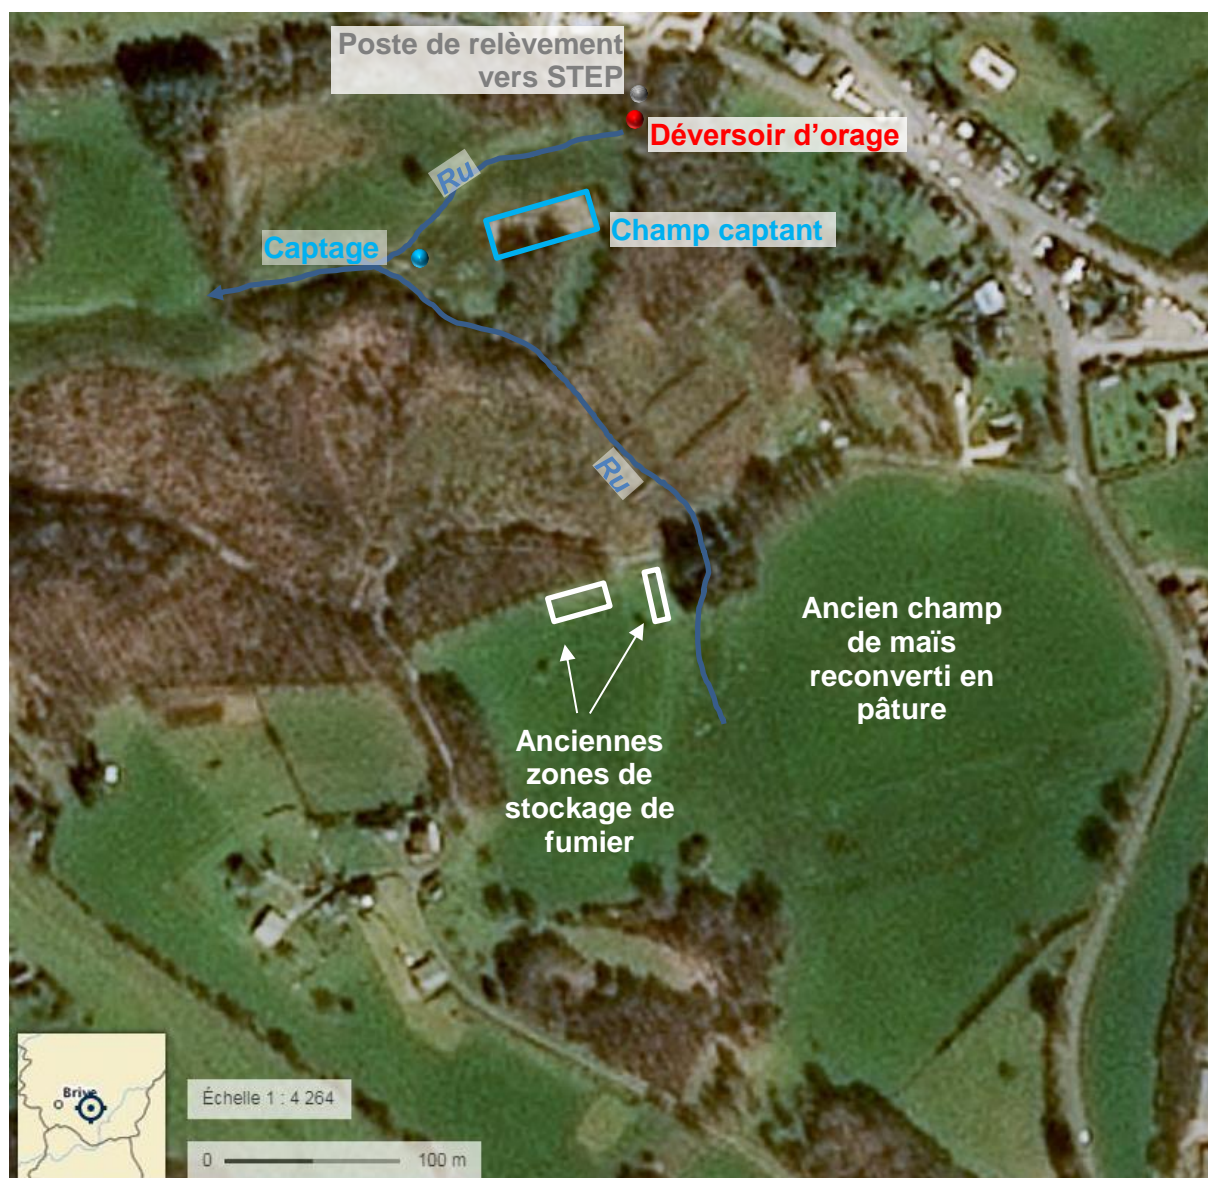 Poste de relèvement
vers STEP
Déversoir d'orage
Ru
Champ captant
Captage
Ru
Ancien champ
de maïs
reconverti en
pâture
Anciennes
zones de
stockage de
fumier
Brive
Échelle 1 : 4 264
0 100 m